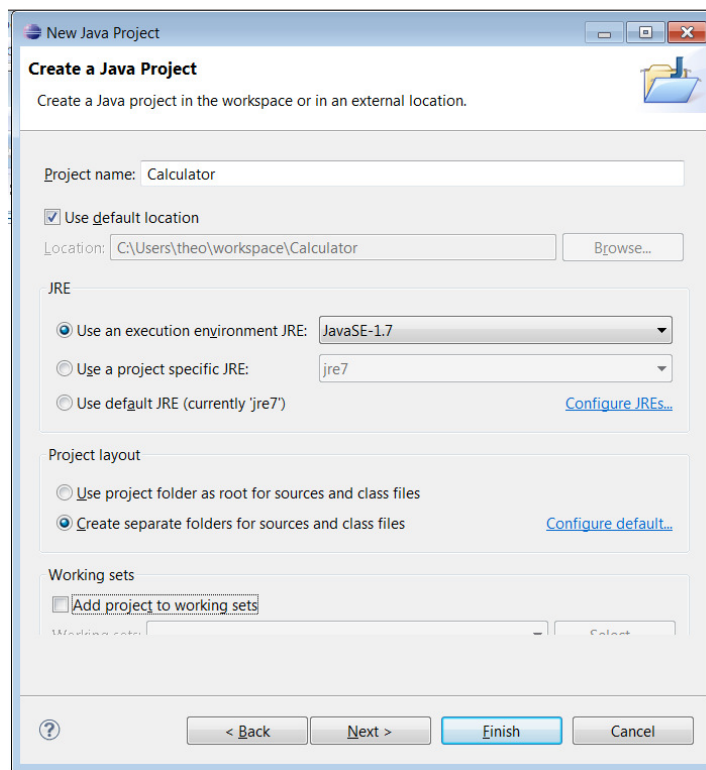 New Java Project
Create a Java Project
Create a Java project in the workspace or in an external location.
Project name: Calculator
Use default location
Location: C:\Users\theo\workspace\Calculator Browse...
JRE
Use an execution environment JRE: JavaSE-1.7
Use a project specific JRE: jre7
Use default JRE (currently 'jre7') Configure JREs...
Project layout
Use project folder as root for sources and class files
Create separate folders for sources and class files Configure default...
Working sets
Add project to working sets
Working sets: Select...
< Back Next > Finish Cancel